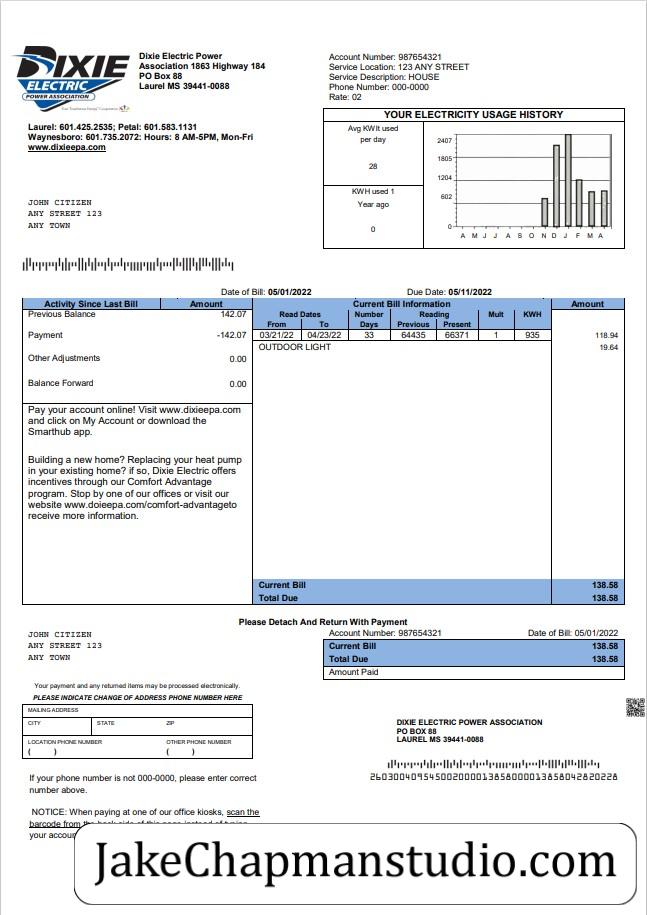 DIXIE
ELECTRIC
POWER ASSOCIATION
Dixie Electric Power
Association 1863 Highway 184
PO Box 88
Laurel MS 39441-0088
Account Number: 987654321
Service Location: 123 ANY STREET
Service Description: HOUSE
Phone Number: 000-0000
Rate: 02
Laurel: 601.425.2535; Petal: 601.583.1131
Waynesboro: 601.735.2072: Hours: 8 AM-5PM, Mon-Fri
www.dixieepa.com
YOUR ELECTRICITY USAGE HISTORY
Avg KWlt used
per day
28
KWH used 1
Year ago
0
2407
1805
1204
602
0
A M J J A S O N D J F M A
JOHN CITIZEN
ANY STREET 123
ANY TOWN
Date of Bill: 05/01/2022 Due Date: 05/11/2022
Activity Since Last Bill Amount
Previous Balance 142.07
Payment -142.07
Other Adjustments 0.00
Balance Forward 0.00
Current Bill Information Amount
Read Dates Number Reading Mult KWH
From To Days Previous Present
03/21/22 04/23/22 33 64435 66371 1 935 118.94
OUTDOOR LIGHT 19.64
Pay your account online! Visit www.dixieepa.com
and click on My Account or download the
Smarthub app.
Building a new home? Replacing your heat pump
in your existing home? if so, Dixie Electric offers
incentives through our Comfort Advantage
program. Stop by one of our offices or visit our
website www.doieepa.com/comfort-advantageto
receive more information.
Current Bill 138.58
Total Due 138.58
Please Detach And Return With Payment
JOHN CITIZEN
ANY STREET 123
ANY TOWN
Account Number: 987654321 Date of Bill: 05/01/2022
Current Bill 138.58
Total Due 138.58
Amount Paid
Your payment and any returned items may be processed electronically.
PLEASE INDICATE CHANGE OF ADDRESS PHONE NUMBER HERE
MAILING ADDRESS
CITY STATE ZIP
LOCATION PHONE NUMBER OTHER PHONE NUMBER
( ) ( )
DIXIE ELECTRIC POWER ASSOCIATION
PO BOX 88
LAUREL MS 39441-0088
2603004095450020000138580000138580428202​28
If your phone number is not 000-0000, please enter correct
number above.
NOTICE: When paying at one of our office kiosks, scan the
barcode from
your accou
JakeChapmanstudio.com